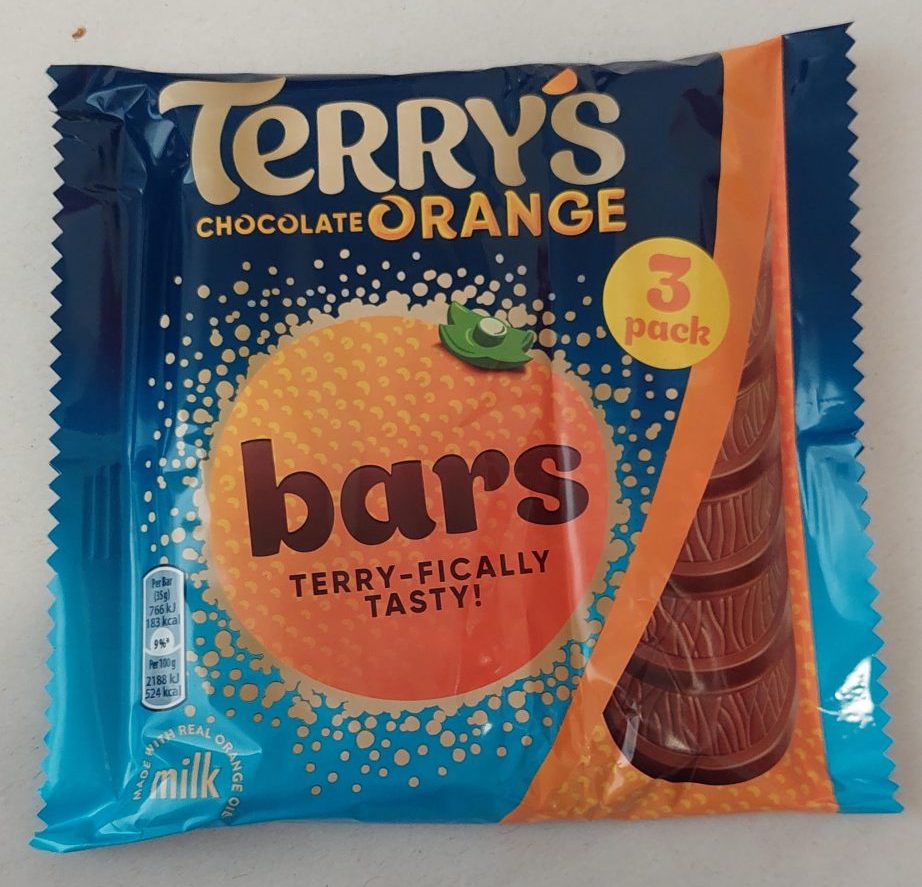 TERRY'S
CHOCOLATE ORANGE
3
pack
bars
TERRY-FICALLY
TASTY!
Per Bar
(35g)
766 kJ
183 kcal
9%*
Per 100g
2188 kJ
524 kcal
MADE WITH REAL ORANGE OIL
milk